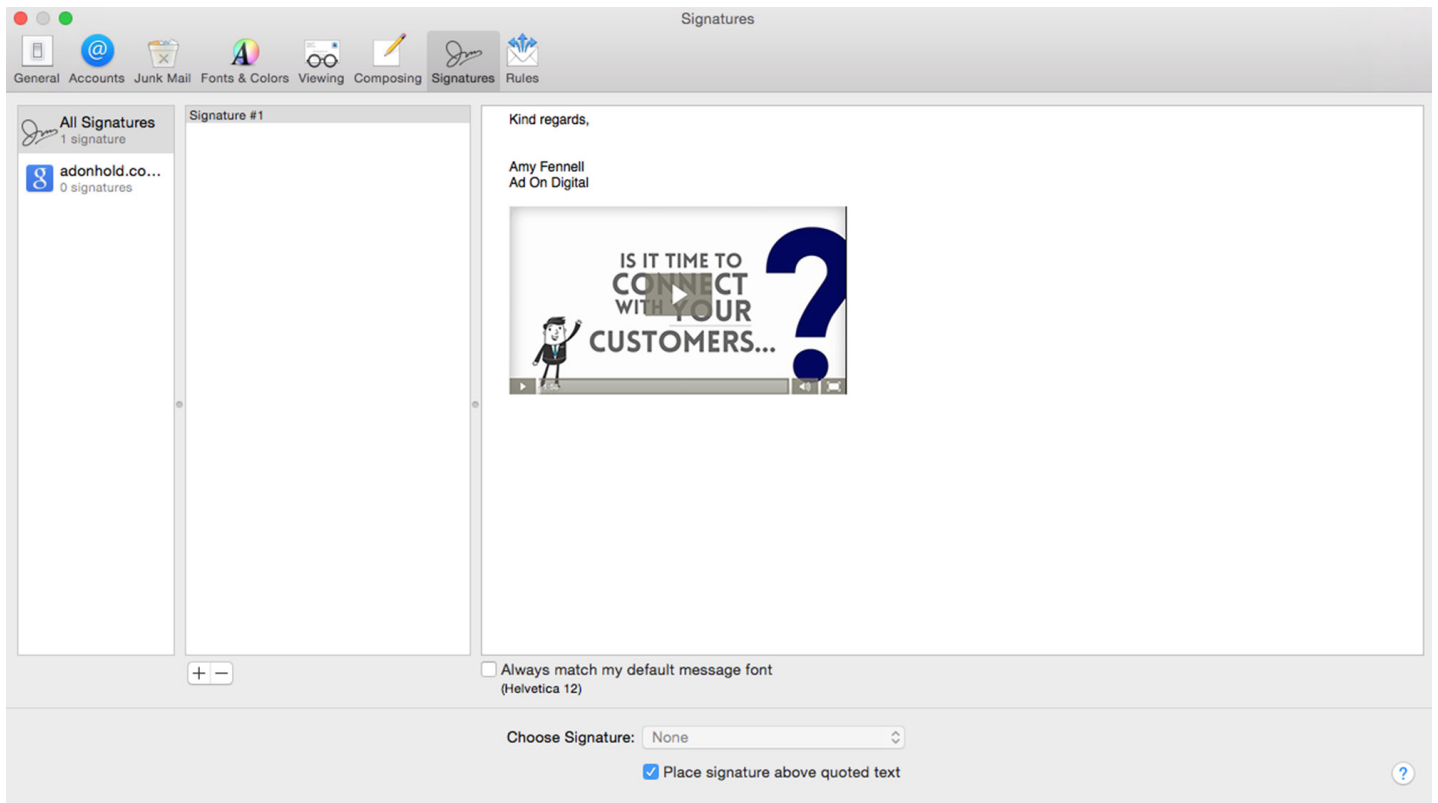 Signatures
General Accounts Junk Mail Fonts & Colors Viewing Composing Signatures Rules
All Signatures
1 signature
adonhold.co...
0 signatures
Signature #1
Kind regards,
Amy Fennell
Ad On Digital
IS IT TIME TO
CONNECT
WITH YOUR
CUSTOMERS...
?
Always match my default message font
(Helvetica 12)
Choose Signature: None
Place signature above quoted text
?